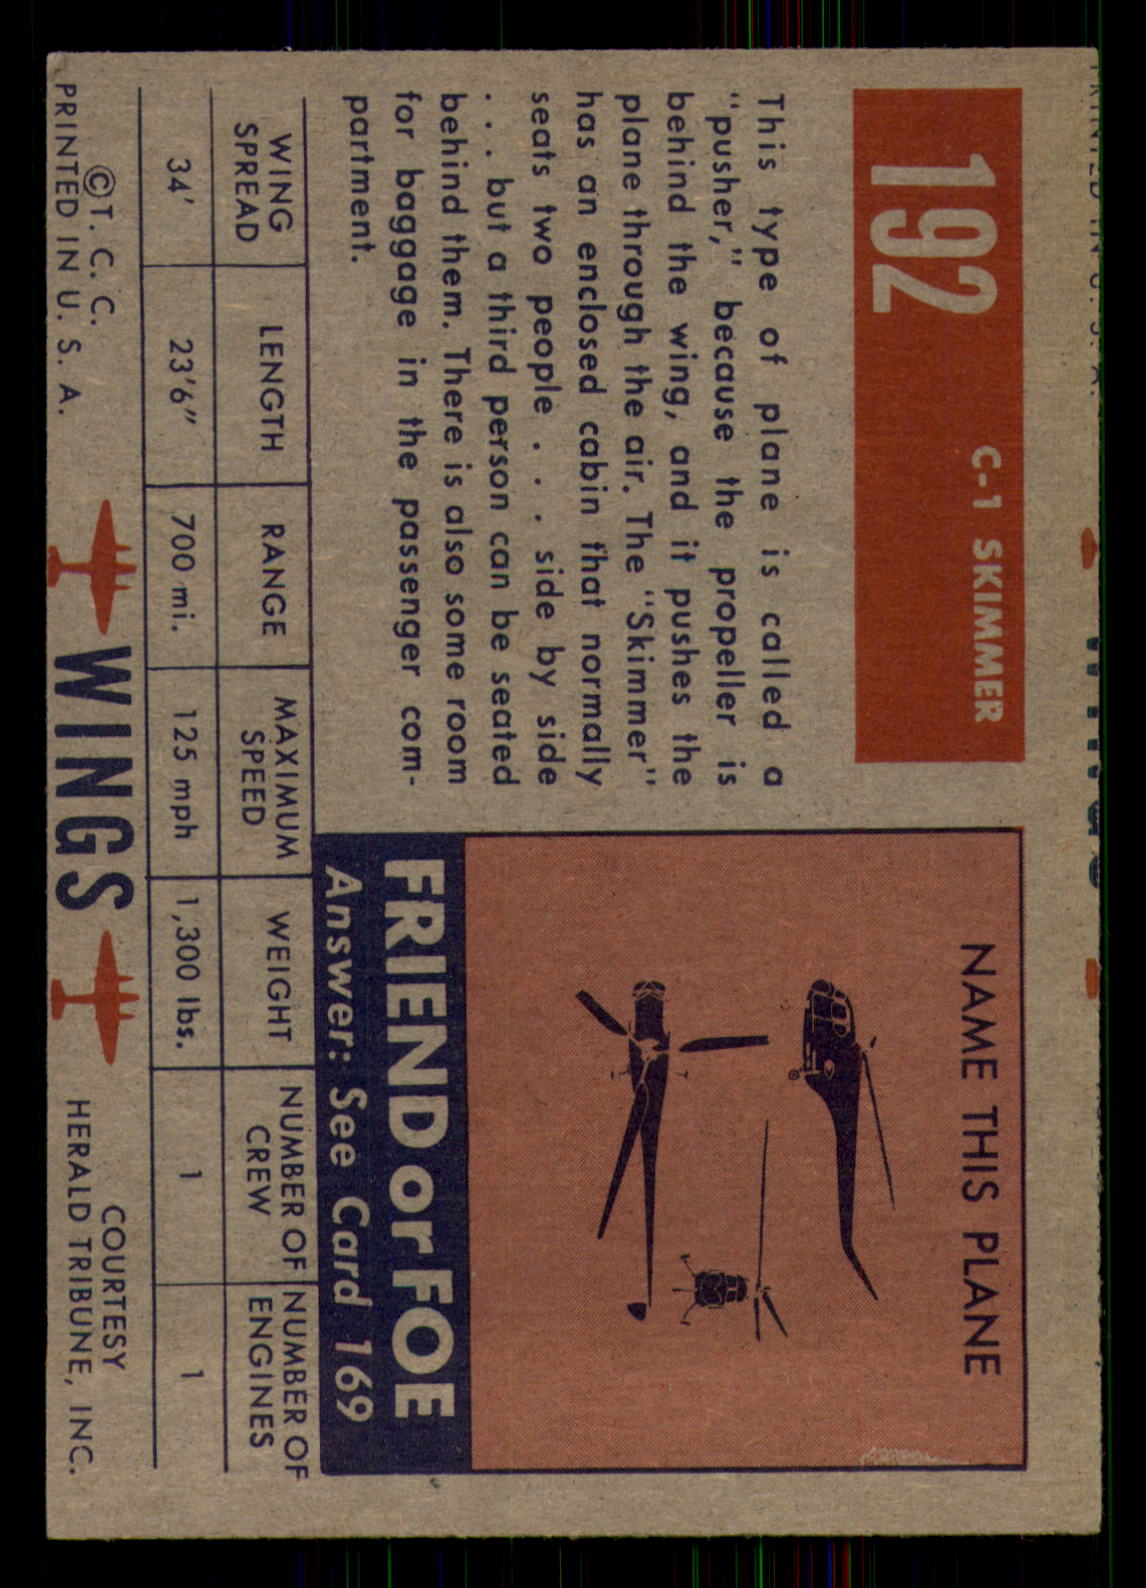 PRINTED IN U. S. A.
WINGS
192
C-1 SKIMMER
This type of plane is called a
"pusher," because the propeller is
behind the wing, and it pushes the
plane through the air. The "Skimmer"
has an enclosed cabin that normally
seats two people . . . side by side
. . . but a third person can be seated
behind them. There is also some room
for baggage in the passenger com-
partment.
NAME THIS PLANE
FRIEND or FOE
Answer: See Card 169
WING SPREAD LENGTH RANGE MAXIMUM SPEED WEIGHT NUMBER OF CREW NUMBER OF ENGINES
34' 23'6" 700 mi. 125 mph 1,300 lbs. 1 1
©T. C. C.
PRINTED IN U. S. A.
WINGS
COURTESY
HERALD TRIBUNE, INC.